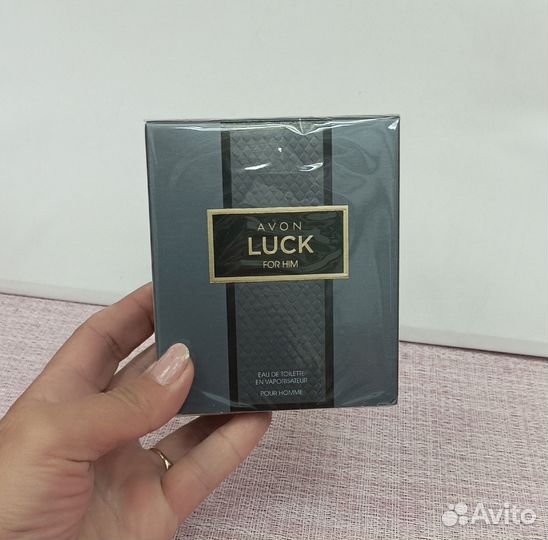 AVON
LUCK
FOR HIM
EAU DE TOILETTE
EN VAPORISATEUR
POUR HOMME
Avito